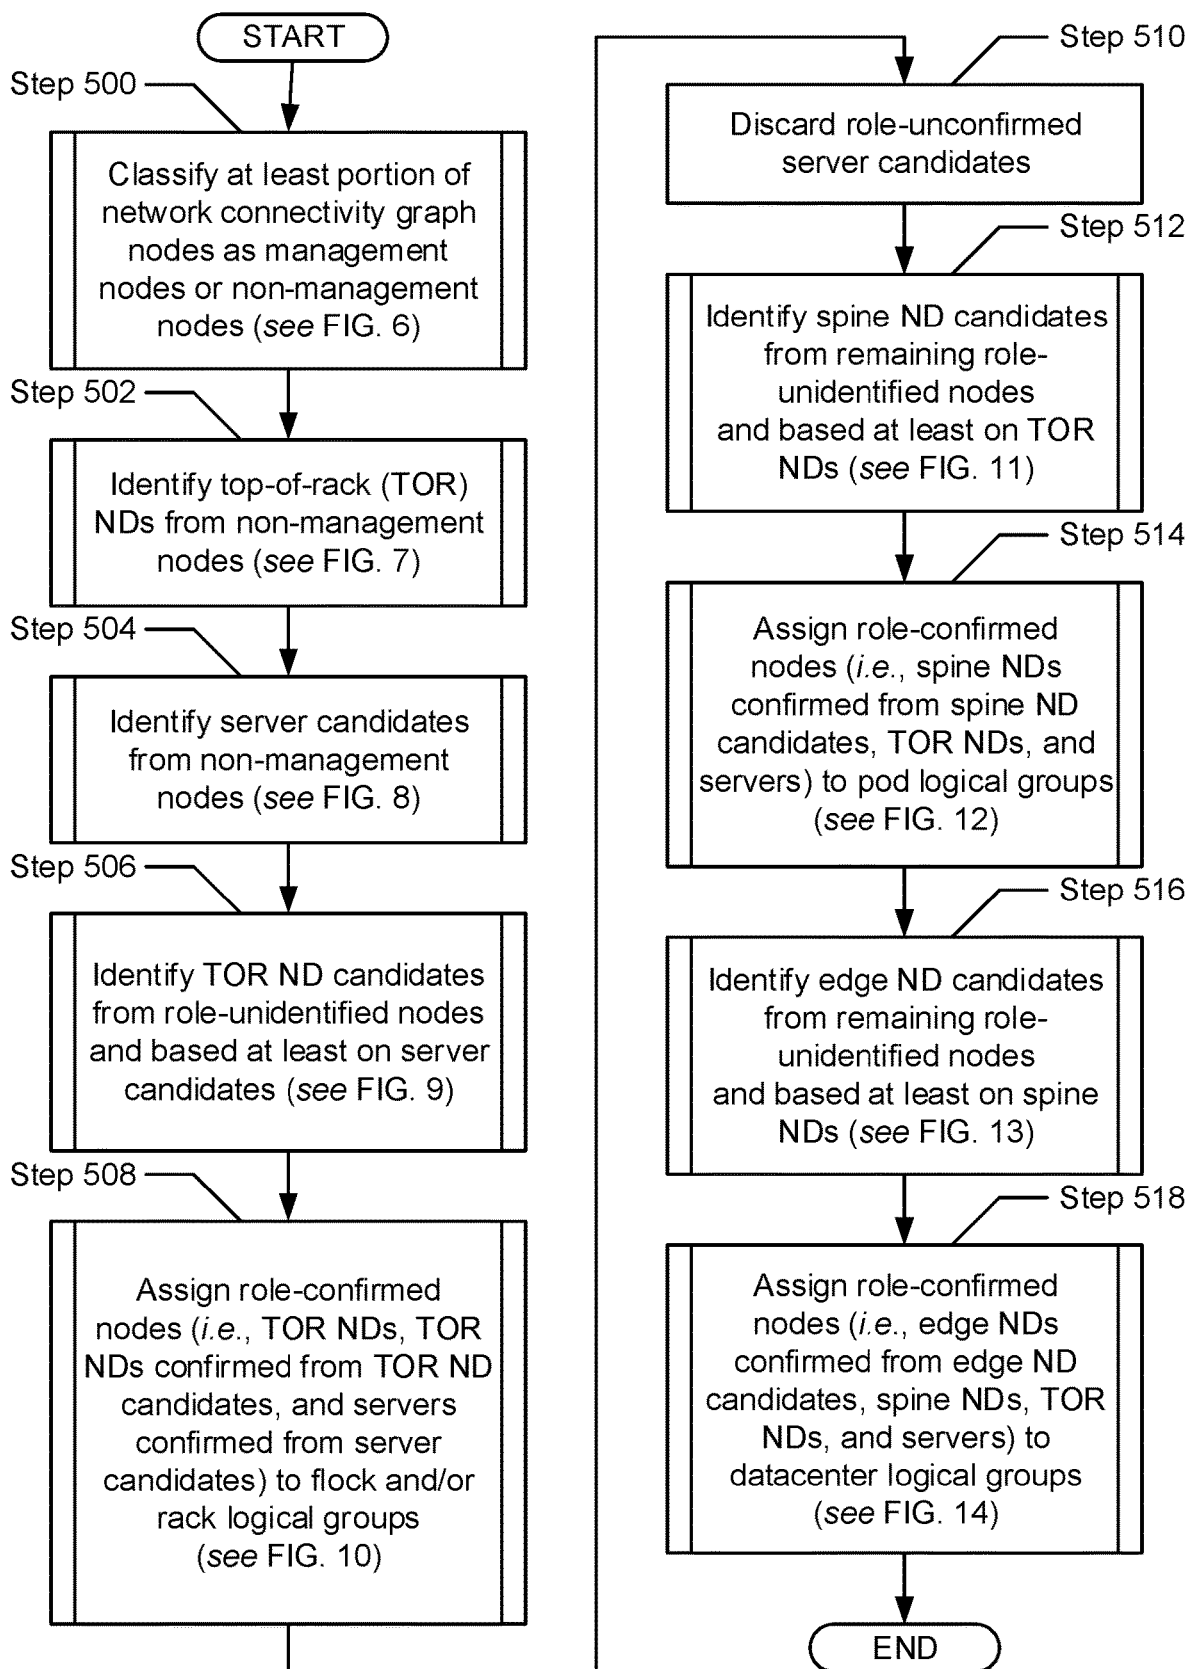 START
Step 500
Classify at least portion of
network connectivity graph
nodes as management
nodes or non-management
nodes (see FIG. 6)
Step 502
Identify top-of-rack (TOR)
NDs from non-management
nodes (see FIG. 7)
Step 504
Identify server candidates
from non-management
nodes (see FIG. 8)
Step 506
Identify TOR ND candidates
from role-unidentified nodes
and based at least on server
candidates (see FIG. 9)
Step 508
Assign role-confirmed
nodes (i.e., TOR NDs, TOR
NDs confirmed from TOR ND
candidates, and servers
confirmed from server
candidates) to flock and/or
rack logical groups
(see FIG. 10)
Step 510
Discard role-unconfirmed
server candidates
Step 512
Identify spine ND candidates
from remaining role-
unidentified nodes
and based at least on TOR
NDs (see FIG. 11)
Step 514
Assign role-confirmed
nodes (i.e., spine NDs
confirmed from spine ND
candidates, TOR NDs, and
servers) to pod logical groups
(see FIG. 12)
Step 516
Identify edge ND candidates
from remaining role-
unidentified nodes
and based at least on spine
NDs (see FIG. 13)
Step 518
Assign role-confirmed
nodes (i.e., edge NDs
confirmed from edge ND
candidates, spine NDs, TOR
NDs, and servers) to
datacenter logical groups
(see FIG. 14)
END